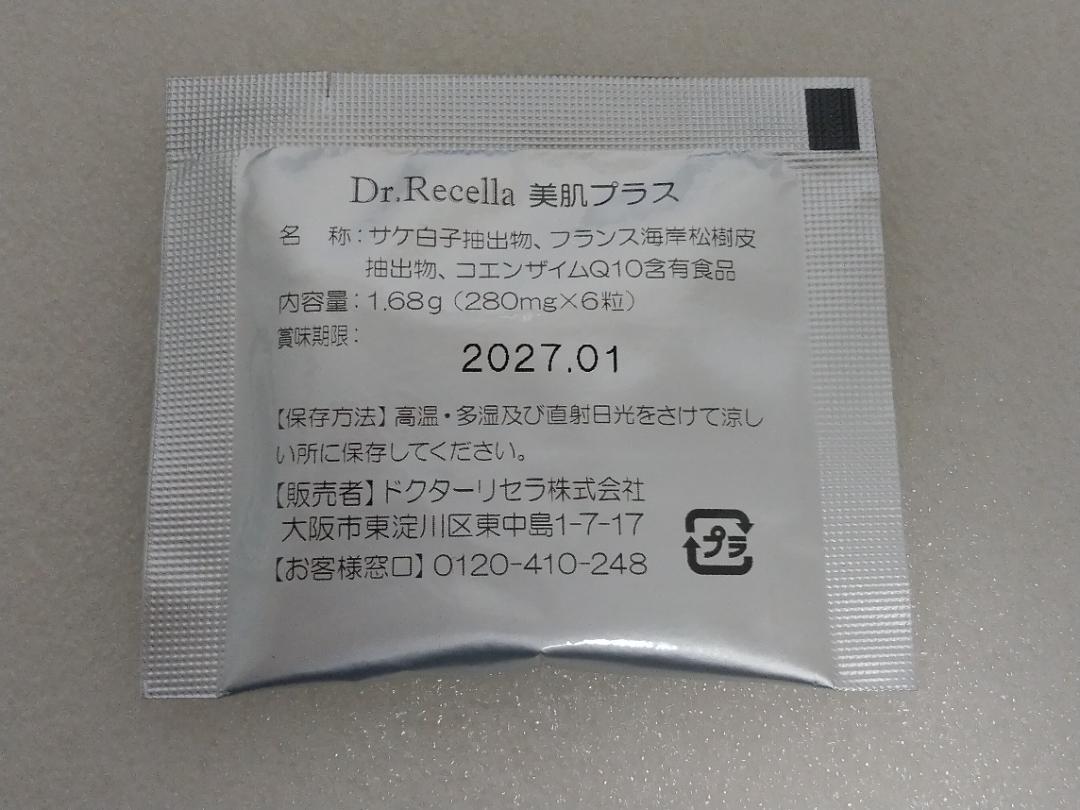 Dr.Recella 美肌プラス
名　称：サケ白子抽出物、フランス海岸松樹皮
抽出物、コエンザイムQ10含有食品
内容量：1.68g（280mg×6粒）
賞味期限：
2027.01
【保存方法】高温・多湿及び直射日光をさけて涼し
い所に保存してください。
【販売者】ドクターリセラ株式会社
大阪市東淀川区東中島1-7-17
【お客様窓口】0120-410-248
プラ